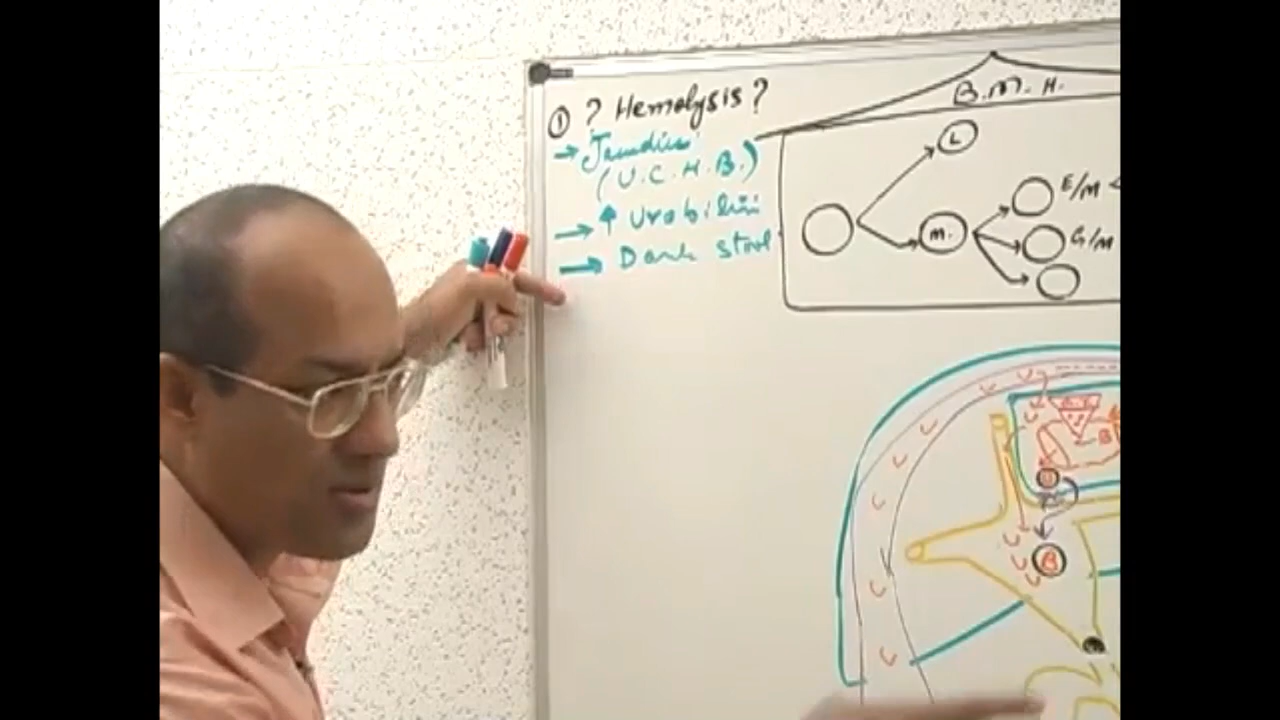 ① ? Hemolysis ?
→ Jaundice
(U.C.H.B.)
→ ↑ Urobilin
→ Dark stool
B.M.H.
L
M.
E/M
G/M
U
B
B